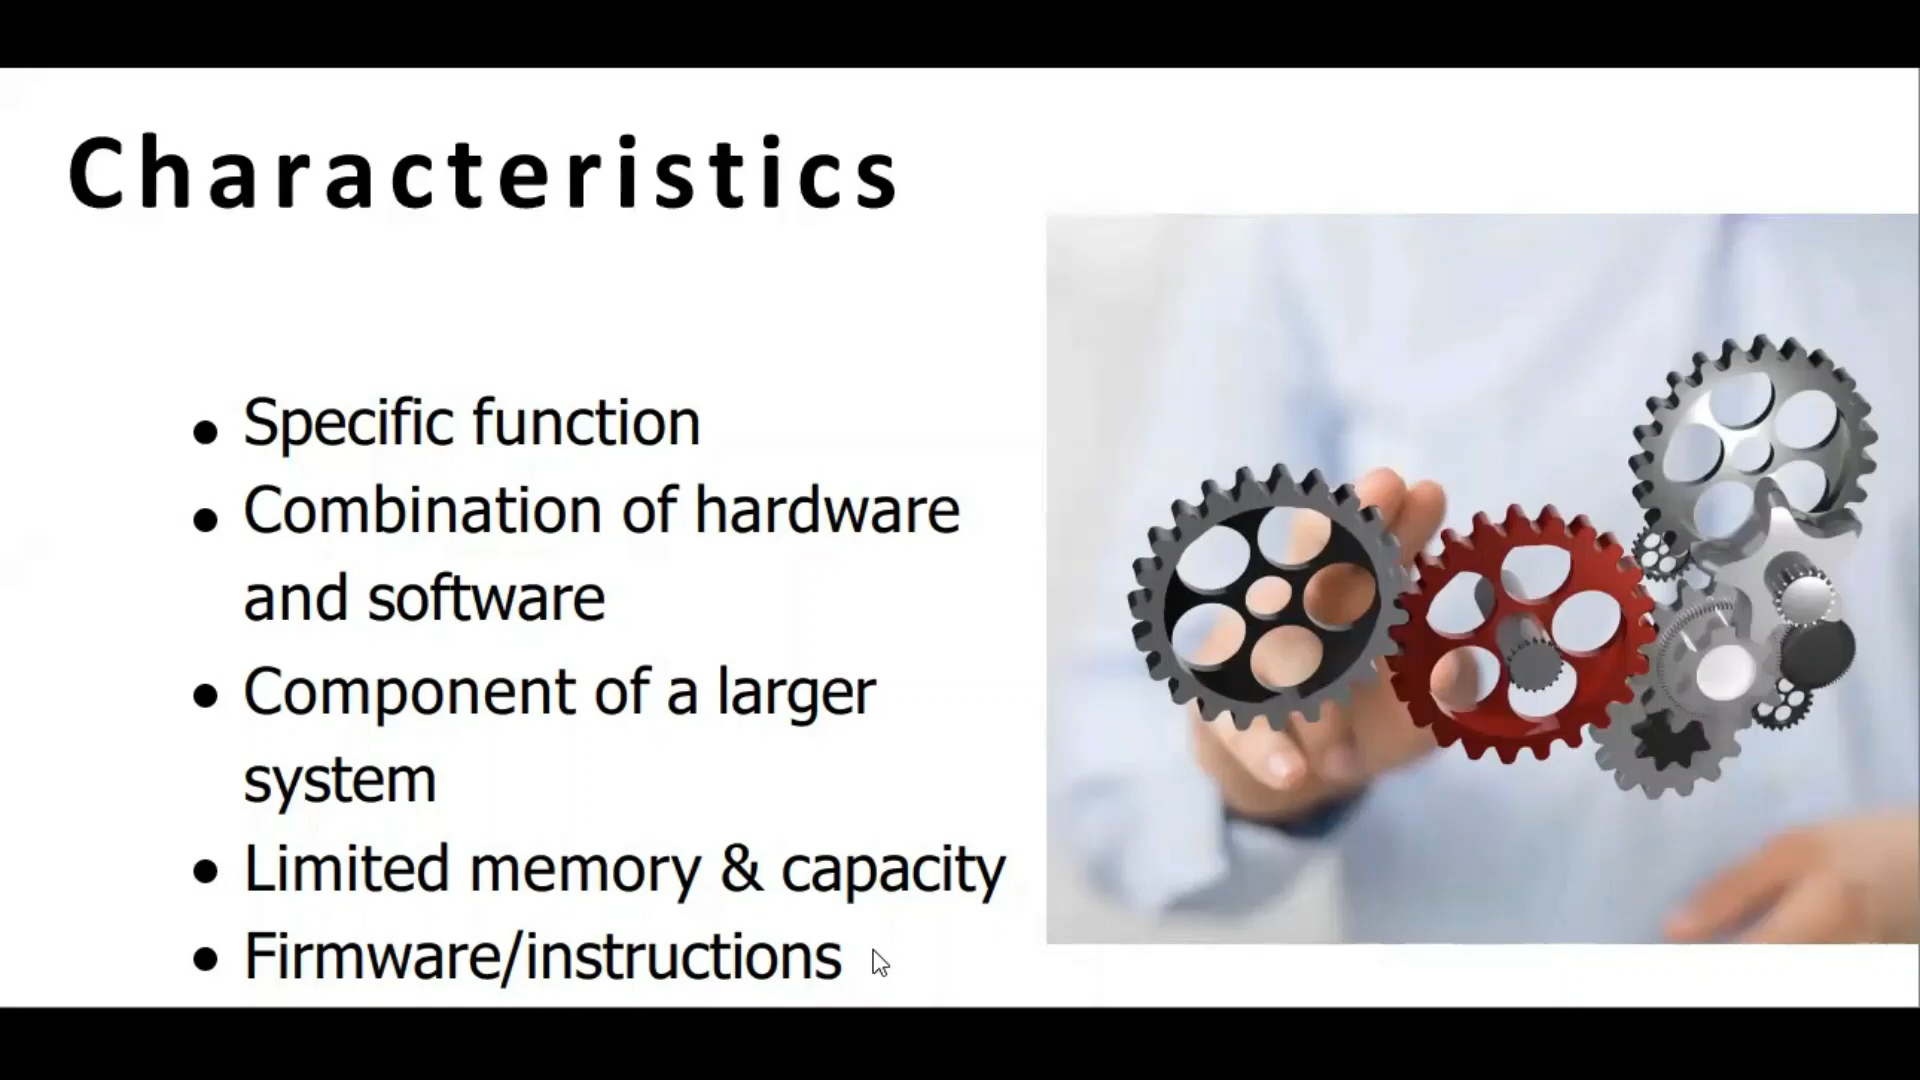 Characteristics
• Specific function
• Combination of hardware
and software
• Component of a larger
system
• Limited memory & capacity
• Firmware/instructions